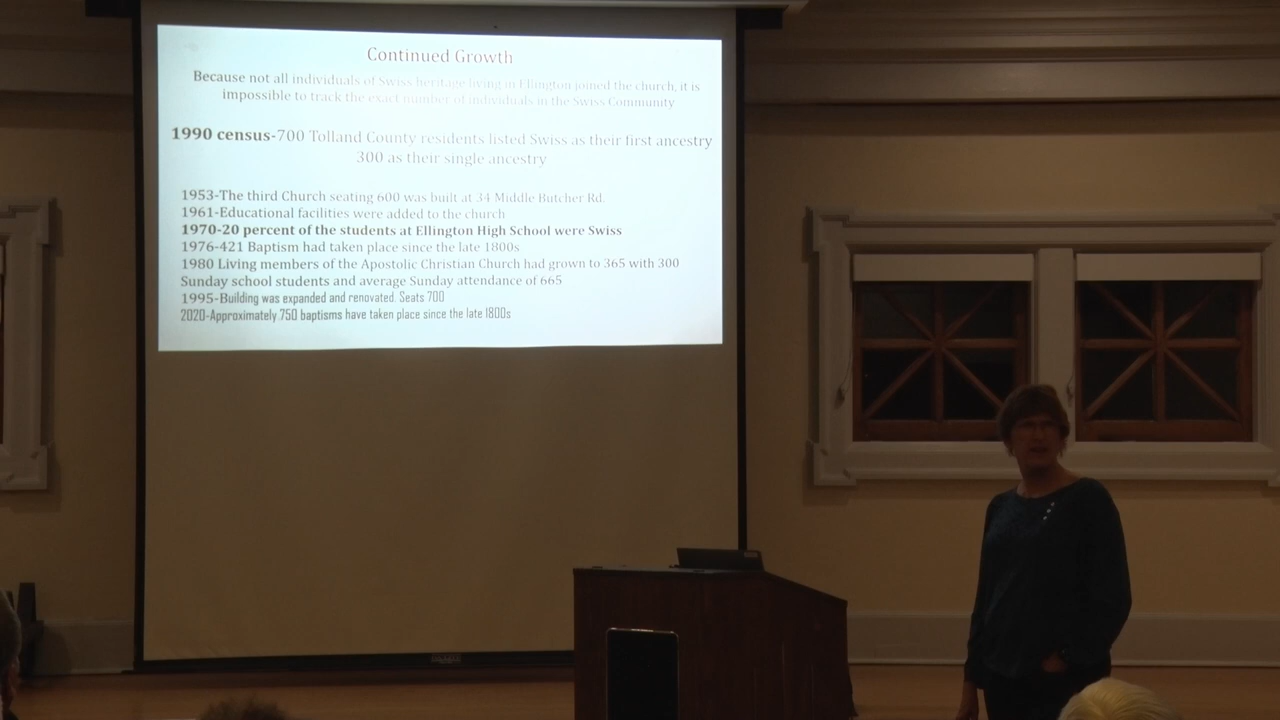 Continued Growth
Because not all individuals of Swiss heritage living in Ellington joined the church, it is
impossible to track the exact number of individuals in the Swiss Community
1990 census-700 Tolland County residents listed Swiss as their first ancestry
300 as their single ancestry
1953-The third Church seating 600 was built at 34 Middle Butcher Rd.
1961-Educational facilities were added to the church
1970-20 percent of the students at Ellington High School were Swiss
1976-421 Baptism had taken place since the late 1800s
1980 Living members of the Apostolic Christian Church had grown to 365 with 300
Sunday school students and average Sunday attendance of 665
1995-Building was expanded and renovated. Seats 700
2020-Approximately 750 baptisms have taken place since the late 1800s